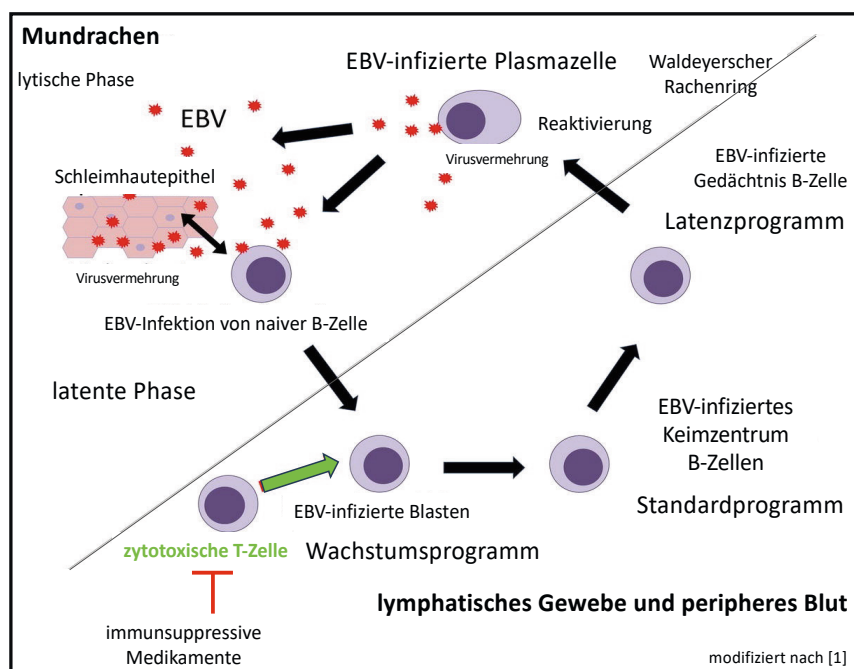 Mundrachen
lytische Phase
EBV
EBV-infizierte Plasmazelle
Waldeyerscher
Rachenring
Reaktivierung
Virusvermehrung
Schleimhautepithel
Virusvermehrung
EBV-infizierte
Gedächtnis B-Zelle
Latenzprogramm
EBV-Infektion von naiver B-Zelle
latente Phase
EBV-infiziertes
Keimzentrum
B-Zellen
Standardprogramm
EBV-infizierte Blasten
Wachstumsprogramm
zytotoxische T-Zelle
immunsuppressive
Medikamente
lymphatisches Gewebe und peripheres Blut
modifiziert nach [1]